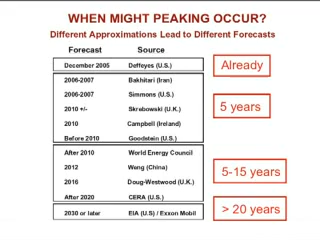 WHEN MIGHT PEAKING OCCUR?
Different Approximations Lead to Different Forecasts
Forecast Source
December 2005 Deffeyes (U.S.)
Already
2006-2007 Bakhitari (Iran)
2006-2007 Simmons (U.S.)
2010 +/- Skrebowski (U.K.)
5 years
2010 Campbell (Ireland)
Before 2010 Goodstein (U.S.)
After 2010 World Energy Council
2012 Weng (China)
5-15 years
2016 Doug-Westwood (U.K.)
After 2020 CERA (U.S.)
2030 or later EIA (U.S) / Exxon Mobil
> 20 years